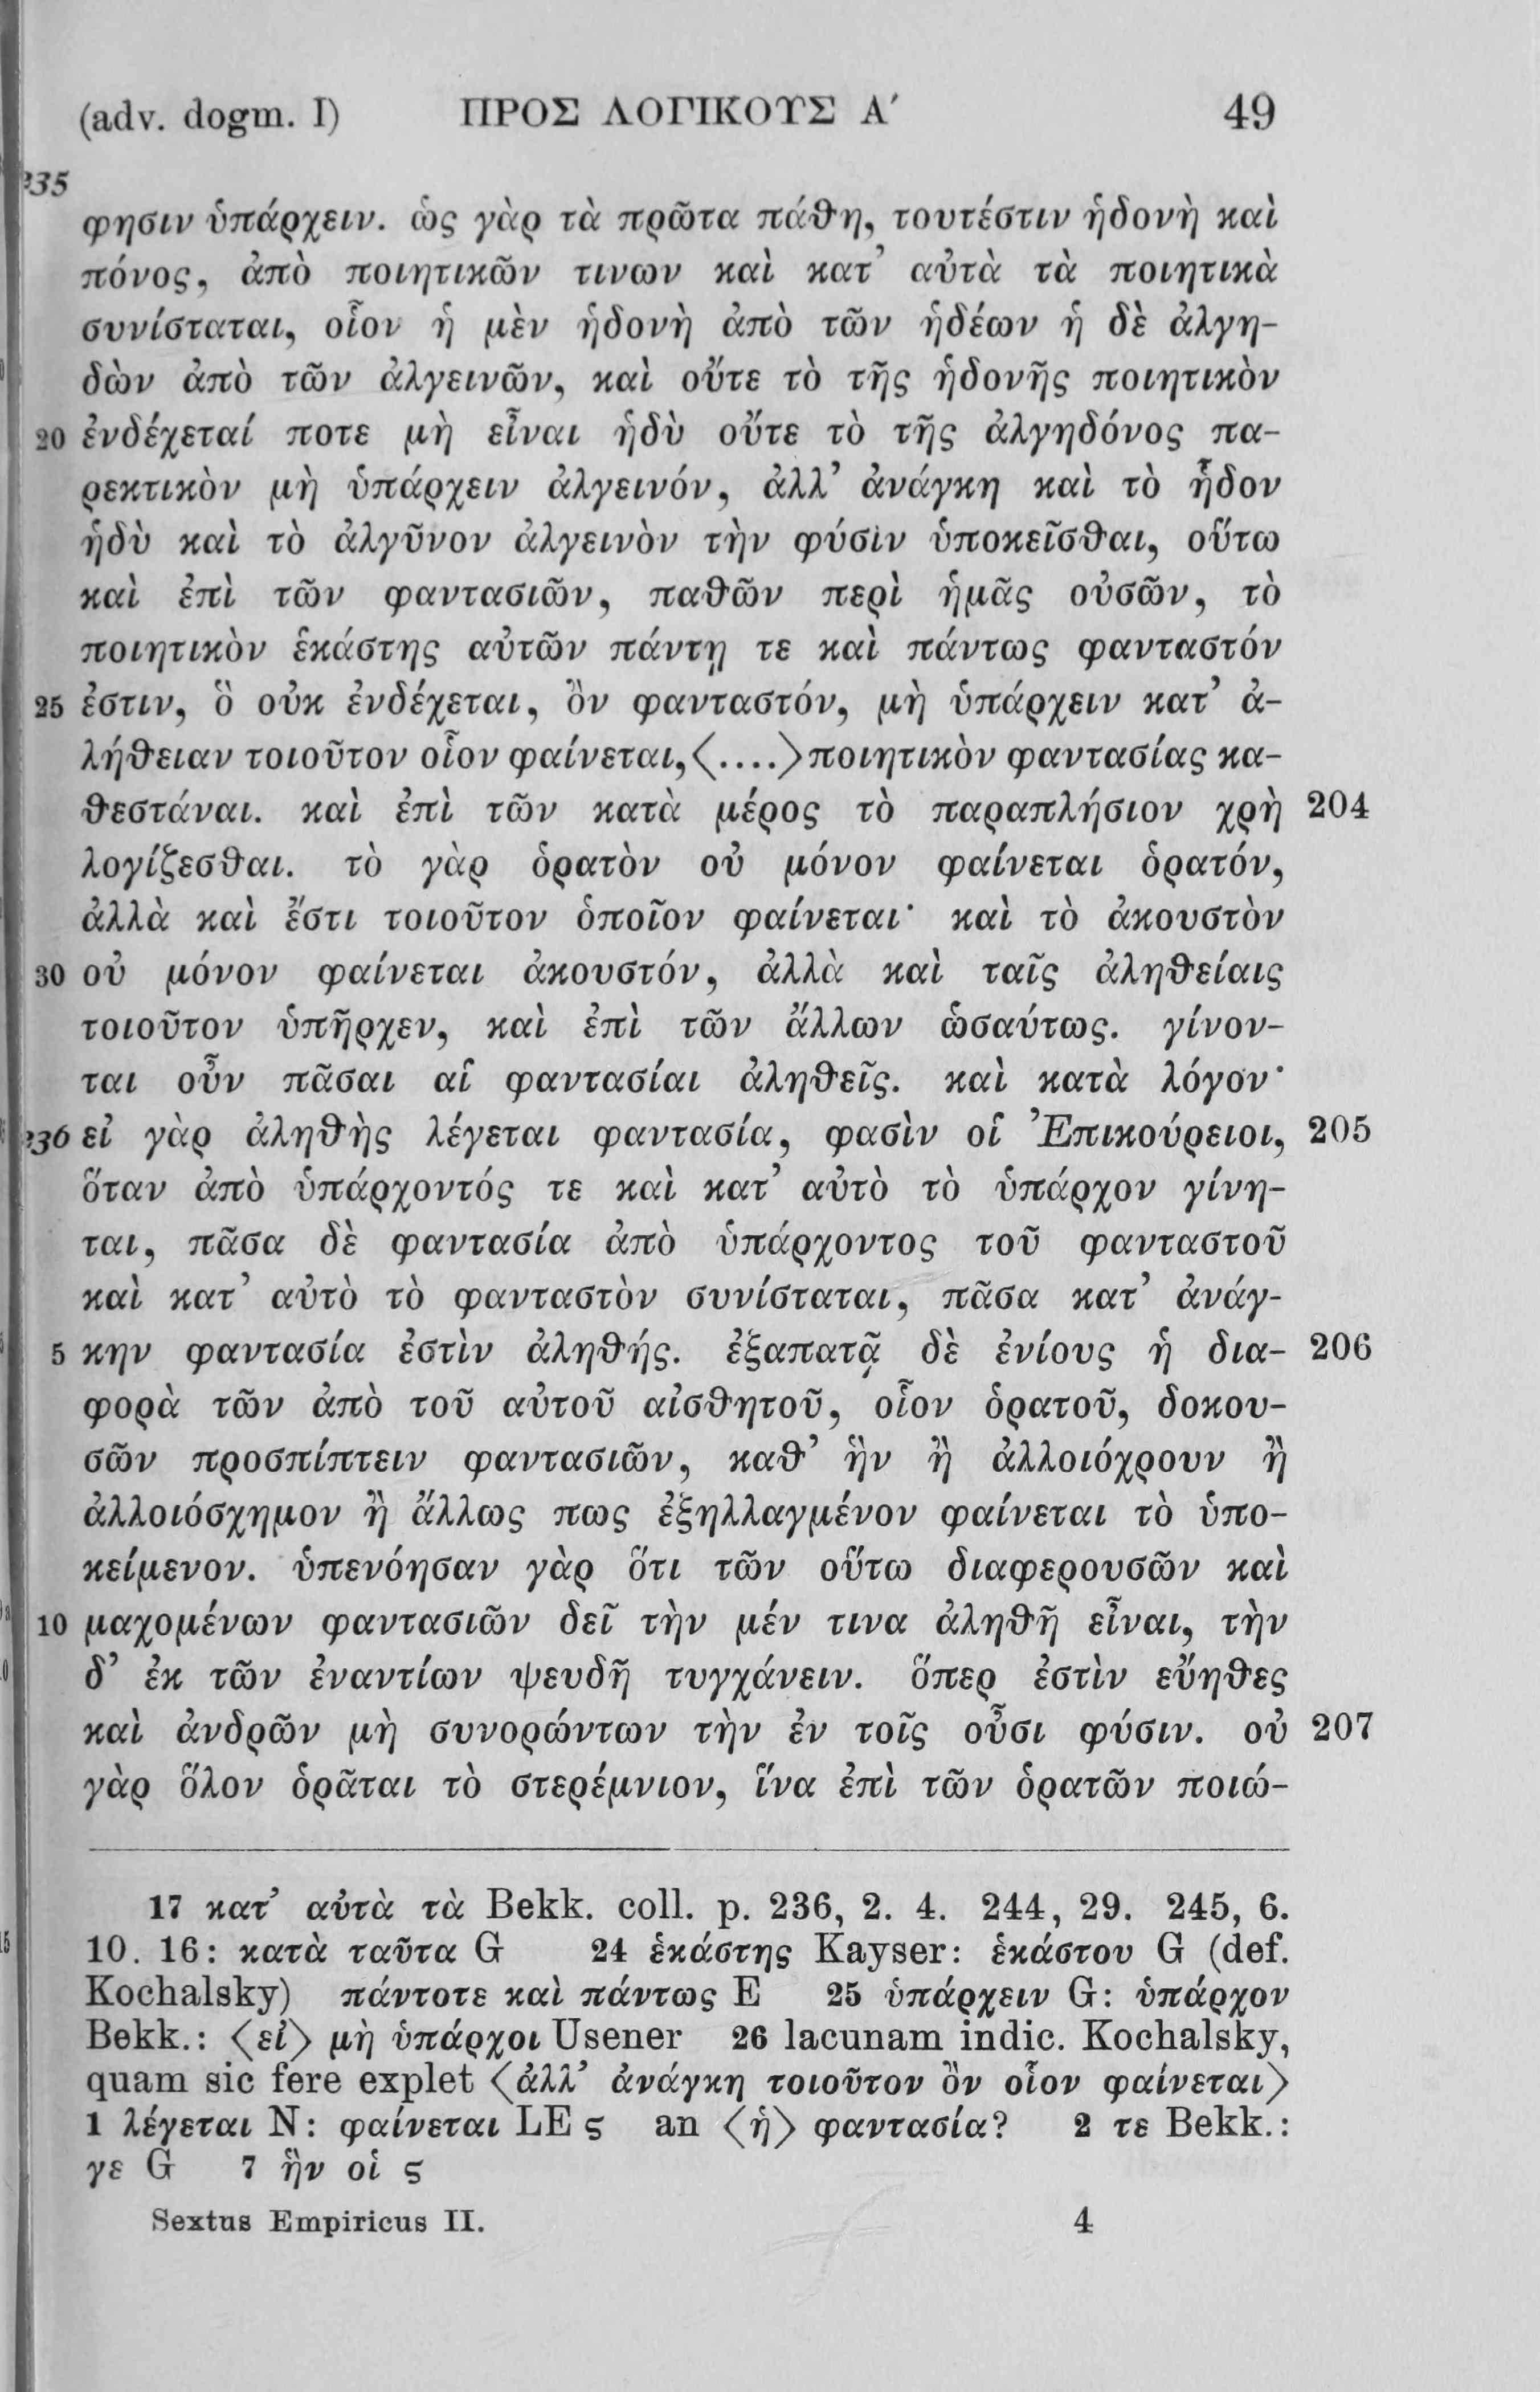 (adv. dogm. I) ΠΡΟΣ ΛΟΓΙΚΟΥΣ Α´ 49
235
φησιν ὑπάρχειν. ὡς γὰρ τὰ πρῶτα πάθη, τουτέστιν ἡδονὴ καὶ
πόνος, ἀπὸ ποιητικῶν τινων καὶ κατ’ αὐτὰ τὰ ποιητικὰ
συνίσταται, οἷον ἡ μὲν ἡδονὴ ἀπὸ τῶν ἡδέων ἡ δὲ ἀλγη-
δὼν ἀπὸ τῶν ἀλγεινῶν, καὶ οὔτε τὸ τῆς ἡδονῆς ποιητικὸν
20 ἐνδέχεταί ποτε μὴ εἶναι ἡδὺ οὔτε τὸ τῆς ἀλγηδόνος πα-
ρεκτικὸν μὴ ὑπάρχειν ἀλγεινόν, ἀλλ’ ἀνάγκη καὶ τὸ ἧδον
ἡδὺ καὶ τὸ ἀλγῦνον ἀλγεινὸν τὴν φύσιν ὑποκεῖσθαι, οὕτω
καὶ ἐπὶ τῶν φαντασιῶν, παθῶν περὶ ἡμᾶς οὐσῶν, τὸ
ποιητικὸν ἑκάστης αὐτῶν πάντῃ τε καὶ πάντως φανταστόν
25 ἐστιν, ὃ οὐκ ἐνδέχεται, ὂν φανταστόν, μὴ ὑπάρχειν κατ’ ἀ-
λήθειαν τοιοῦτον οἷον φαίνεται, 〈....〉 ποιητικὸν φαντασίας κα-
θεστάναι. καὶ ἐπὶ τῶν κατὰ μέρος τὸ παραπλήσιον χρὴ 204
λογίζεσθαι. τὸ γὰρ ὁρατὸν οὐ μόνον φαίνεται ὁρατόν,
ἀλλὰ καὶ ἔστι τοιοῦτον ὁποῖον φαίνεται· καὶ τὸ ἀκουστὸν
30 οὐ μόνον φαίνεται ἀκουστόν, ἀλλὰ καὶ ταῖς ἀληθείαις
τοιοῦτον ὑπῆρχεν, καὶ ἐπὶ τῶν ἄλλων ὡσαύτως. γίνον-
ται οὖν πᾶσαι αἱ φαντασίαι ἀληθεῖς. καὶ κατὰ λόγον·
236 εἰ γὰρ ἀληθὴς λέγεται φαντασία, φασὶν οἱ Ἐπικούρειοι, 205
ὅταν ἀπὸ ὑπάρχοντός τε καὶ κατ’ αὐτὸ τὸ ὑπάρχον γίνη-
ται, πᾶσα δὲ φαντασία ἀπὸ ὑπάρχοντος τοῦ φανταστοῦ
καὶ κατ’ αὐτὸ τὸ φανταστὸν συνίσταται, πᾶσα κατ’ ἀνάγ-
5 κην φαντασία ἐστὶν ἀληθής. ἐξαπατᾷ δὲ ἐνίους ἡ δια- 206
φορὰ τῶν ἀπὸ τοῦ αὐτοῦ αἰσθητοῦ, οἷον ὁρατοῦ, δοκου-
σῶν προσπίπτειν φαντασιῶν, καθ’ ἣν ἢ ἀλλοιόχρουν ἢ
ἀλλοιόσχημον ἢ ἄλλως πως ἐξηλλαγμένον φαίνεται τὸ ὑπο-
κείμενον. ὑπενόησαν γὰρ ὅτι τῶν οὕτω διαφερουσῶν καὶ
10 μαχομένων φαντασιῶν δεῖ τὴν μέν τινα ἀληθῆ εἶναι, τὴν
δ’ ἐκ τῶν ἐναντίων ψευδῆ τυγχάνειν. ὅπερ ἐστὶν εὔηθες
καὶ ἀνδρῶν μὴ συνορώντων τὴν ἐν τοῖς οὖσι φύσιν. οὐ 207
γὰρ ὅλον ὁρᾶται τὸ στερέμνιον, ἵνα ἐπὶ τῶν ὁρατῶν ποιώ-
17 κατ’ αὐτὰ τὰ Bekk. coll. p. 236, 2. 4. 244, 29. 245, 6.
10. 16: κατὰ ταῦτα G 24 ἑκάστης Kayser: ἑκάστου G (def.
Kochalsky) πάντοτε καὶ πάντως E 25 ὑπάρχειν G: ὑπάρχον
Bekk.: 〈εἰ〉 μὴ ὑπάρχοι Usener 26 lacunam indic. Kochalsky,
quam sic fere explet 〈ἀλλ’ ἀνάγκη τοιοῦτον ὂν οἷον φαίνεται〉
1 λέγεται N: φαίνεται LE ς an 〈ἡ〉 φαντασία? 2 τε Bekk.:
γε G 7 ἣν οἱ ς
Sextus Empiricus II. 4